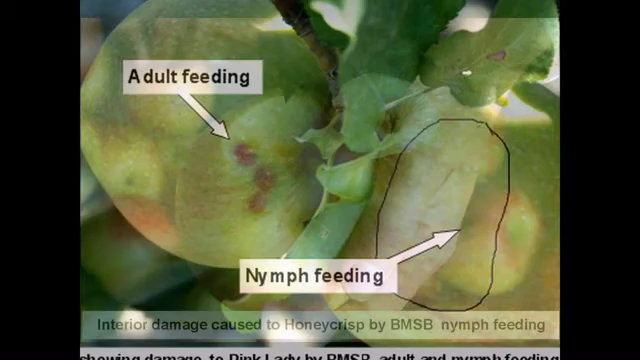 Adult feeding
Nymph feeding
Interior damage caused to Honeycrisp by BMSB nymph feeding
showing damage to Pink Lady by BMSB adult and nymph feeding